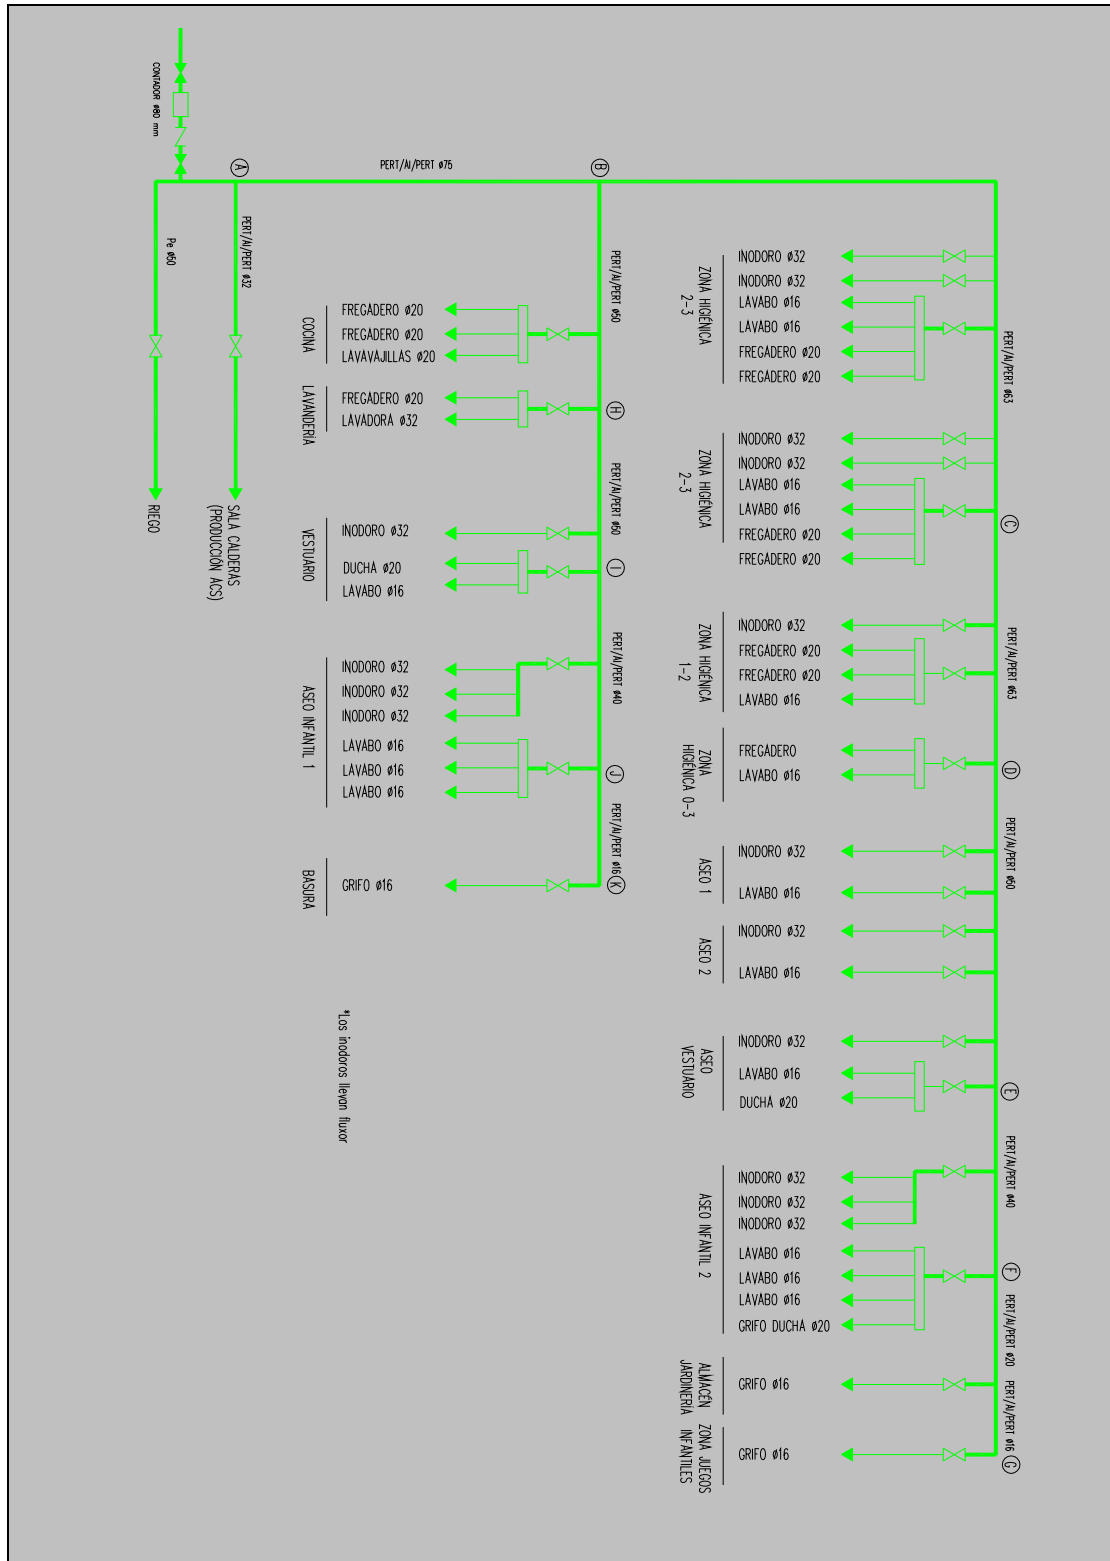 CONTADOR ø80 mm
A
PERT/Al/PERT ø75
B
Pe ø50
PERT/Al/PERT ø32
RIEGO
SALA CALDERAS
(PRODUCCIÓN ACS)
PERT/Al/PERT ø50
FREGADERO ø20
FREGADERO ø20
LAVAVAJILLAS ø20
COCINA
FREGADERO ø20
LAVADORA ø32
LAVANDERÍA
H
PERT/Al/PERT ø50
INODORO ø32
DUCHA ø20
LAVABO ø16
VESTUARIO
I
PERT/Al/PERT ø40
INODORO ø32
INODORO ø32
INODORO ø32
LAVABO ø16
LAVABO ø16
LAVABO ø16
ASEO INFANTIL 1
J
PERT/Al/PERT ø16
K
GRIFO ø16
BASURA
*Los inodoros llevan fluxor
INODORO ø32
INODORO ø32
LAVABO ø16
LAVABO ø16
FREGADERO ø20
FREGADERO ø20
ZONA HIGIÉNICA
2-3
PERT/Al/PERT ø63
INODORO ø32
INODORO ø32
LAVABO ø16
LAVABO ø16
FREGADERO ø20
FREGADERO ø20
ZONA HIGIÉNICA
2-3
C
INODORO ø32
FREGADERO ø20
FREGADERO ø20
LAVABO ø16
ZONA HIGIÉNICA
1-2
PERT/Al/PERT ø63
FREGADERO
LAVABO ø16
ZONA
HIGIÉNICA 0-3
D
PERT/Al/PERT ø50
INODORO ø32
LAVABO ø16
ASEO 1
INODORO ø32
LAVABO ø16
ASEO 2
INODORO ø32
LAVABO ø16
DUCHA ø20
ASEO
VESTUARIO
E
PERT/Al/PERT ø40
INODORO ø32
INODORO ø32
INODORO ø32
LAVABO ø16
LAVABO ø16
LAVABO ø16
GRIFO DUCHA ø20
ASEO INFANTIL 2
F
PERT/Al/PERT ø20
GRIFO ø16
ALMACÉN
JARDINERÍA
PERT/Al/PERT ø16
G
GRIFO ø16
ZONA JUEGOS
INFANTILES